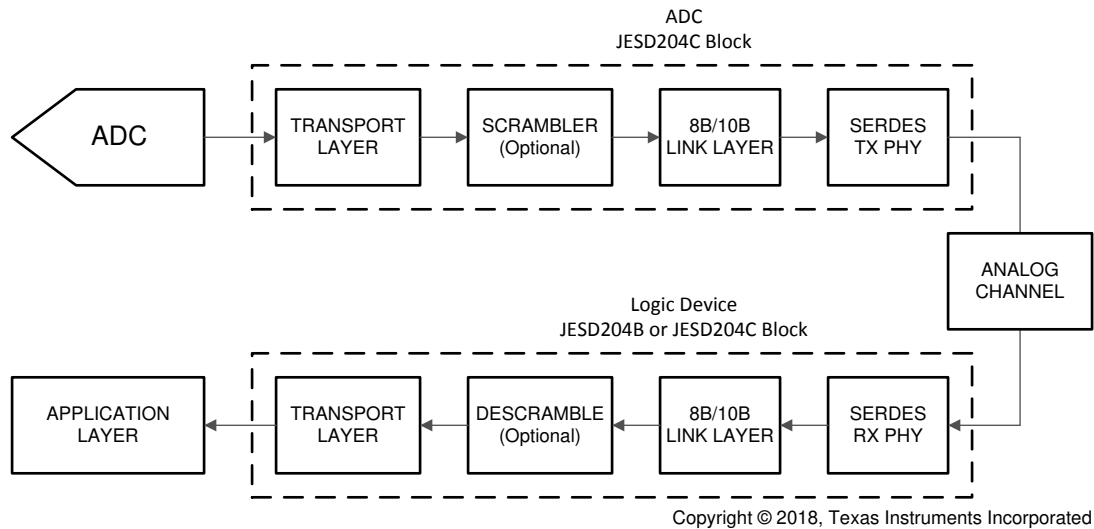 ADC
JESD204C Block
ADC
TRANSPORT
LAYER
SCRAMBLER
(Optional)
8B/10B
LINK LAYER
SERDES
TX PHY
ANALOG
CHANNEL
Logic Device
JESD204B or JESD204C Block
APPLICATION
LAYER
TRANSPORT
LAYER
DESCRAMBLE
(Optional)
8B/10B
LINK LAYER
SERDES
RX PHY
Copyright © 2018, Texas Instruments Incorporated